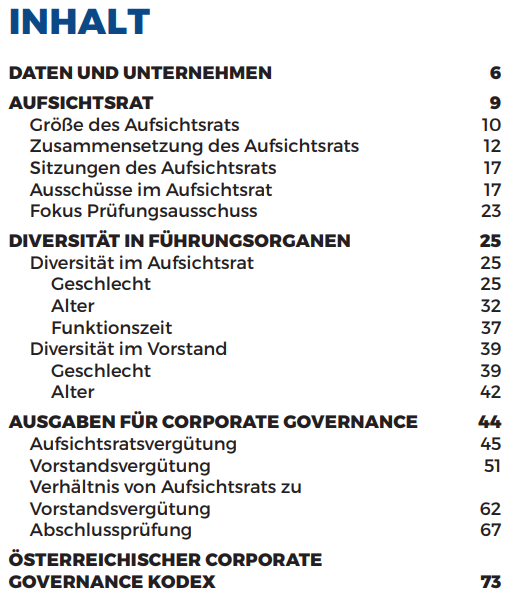 INHALT
DATEN UND UNTERNEHMEN 6
AUFSICHTSRAT 9
Größe des Aufsichtsrats 10
Zusammensetzung des Aufsichtsrats 12
Sitzungen des Aufsichtsrats 17
Ausschüsse im Aufsichtsrat 17
Fokus Prüfungsausschuss 23
DIVERSITÄT IN FÜHRUNGSORGANEN 25
Diversität im Aufsichtsrat 25
Geschlecht 25
Alter 32
Funktionszeit 37
Diversität im Vorstand 39
Geschlecht 39
Alter 42
AUSGABEN FÜR CORPORATE GOVERNANCE 44
Aufsichtsratsvergütung 45
Vorstandsvergütung 51
Verhältnis von Aufsichtsrats zu
Vorstandsvergütung 62
Abschlussprüfung 67
ÖSTERREICHISCHER CORPORATE
GOVERNANCE KODEX 73